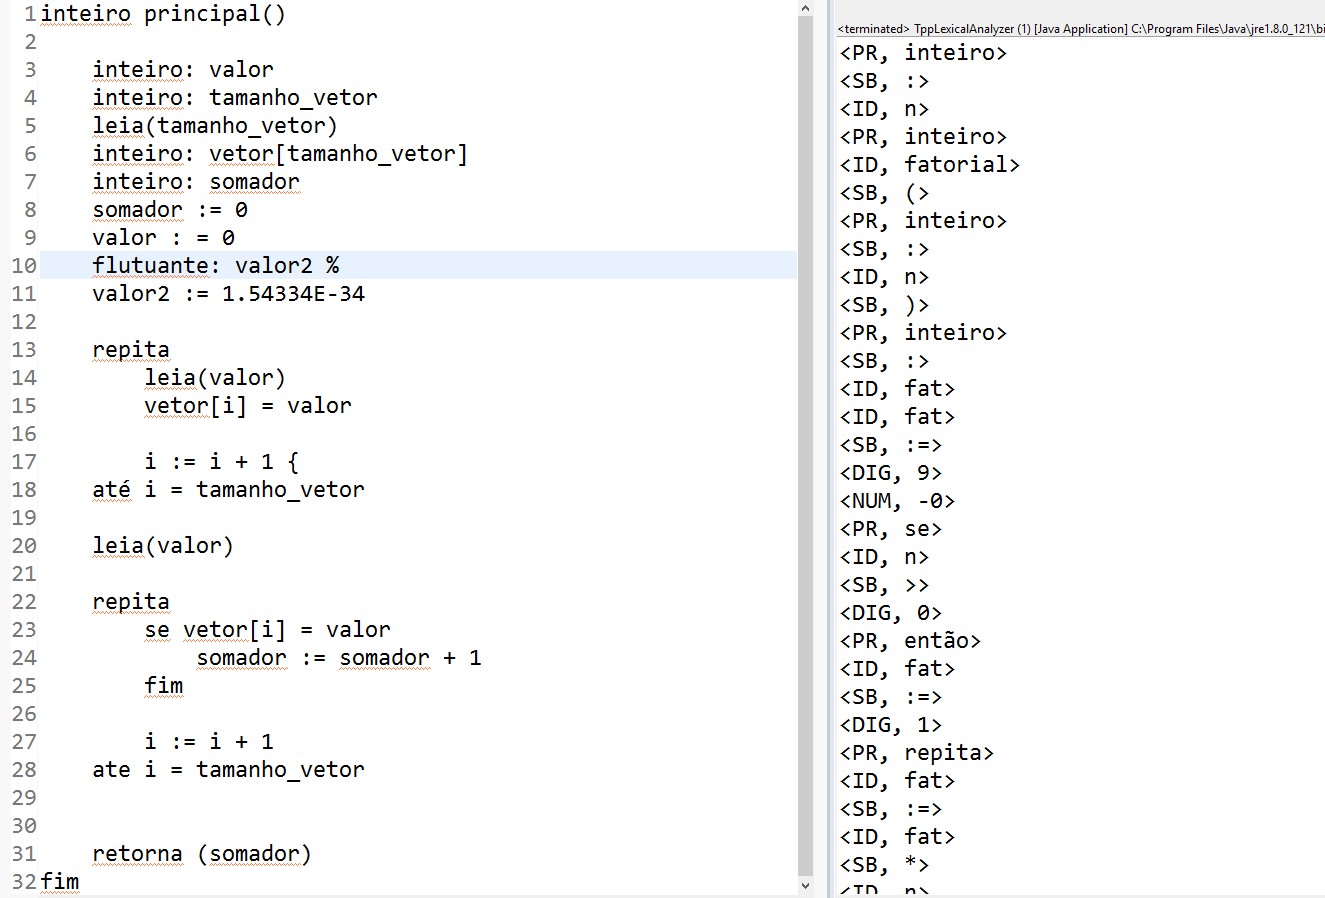 1 inteiro principal()
2
3 inteiro: valor
4 inteiro: tamanho_vetor
5 leia(tamanho_vetor)
6 inteiro: vetor[tamanho_vetor]
7 inteiro: somador
8 somador := 0
9 valor : = 0
10 flutuante: valor2 %
11 valor2 := 1.54334E-34
12
13 repita
14 leia(valor)
15 vetor[i] = valor
16
17 i := i + 1 {
18 até i = tamanho_vetor
19
20 leia(valor)
21
22 repita
23 se vetor[i] = valor
24 somador := somador + 1
25 fim
26
27 i := i + 1
28 ate i = tamanho_vetor
29
30
31 retorna (somador)
32 fim
<terminated> TppLexicalAnalyzer (1) [Java Application] C:\Program Files\Java\jre1.8.0_121\bi
<PR, inteiro>
<SB, :>
<ID, n>
<PR, inteiro>
<ID, fatorial>
<SB, (>
<PR, inteiro>
<SB, :>
<ID, n>
<SB, )>
<PR, inteiro>
<SB, :>
<ID, fat>
<ID, fat>
<SB, :=>
<DIG, 9>
<NUM, -0>
<PR, se>
<ID, n>
<SB, >>
<DIG, 0>
<PR, então>
<ID, fat>
<SB, :=>
<DIG, 1>
<PR, repita>
<ID, fat>
<SB, :=>
<ID, fat>
<SB, *>
<ID, n>